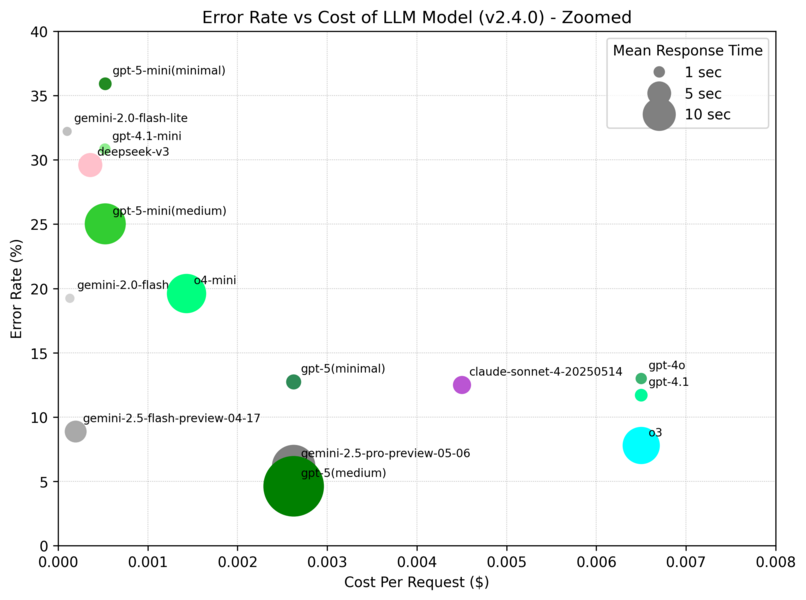 Error Rate vs Cost of LLM Model (v2.4.0) - Zoomed
Mean Response Time
1 sec
5 sec
10 sec
gpt-5-mini(minimal)
gemini-2.0-flash-lite
gpt-4.1-mini
deepseek-v3
gpt-5-mini(medium)
gemini-2.0-flash
o4-mini
gpt-5(minimal)
claude-sonnet-4-20250514
gpt-4o
gpt-4.1
gemini-2.5-flash-preview-04-17
o3
gemini-2.5-pro-preview-05-06
gpt-5(medium)
Error Rate (%)
40
35
30
25
20
15
10
5
0
0.000 0.001 0.002 0.003 0.004 0.005 0.006 0.007 0.008
Cost Per Request ($)